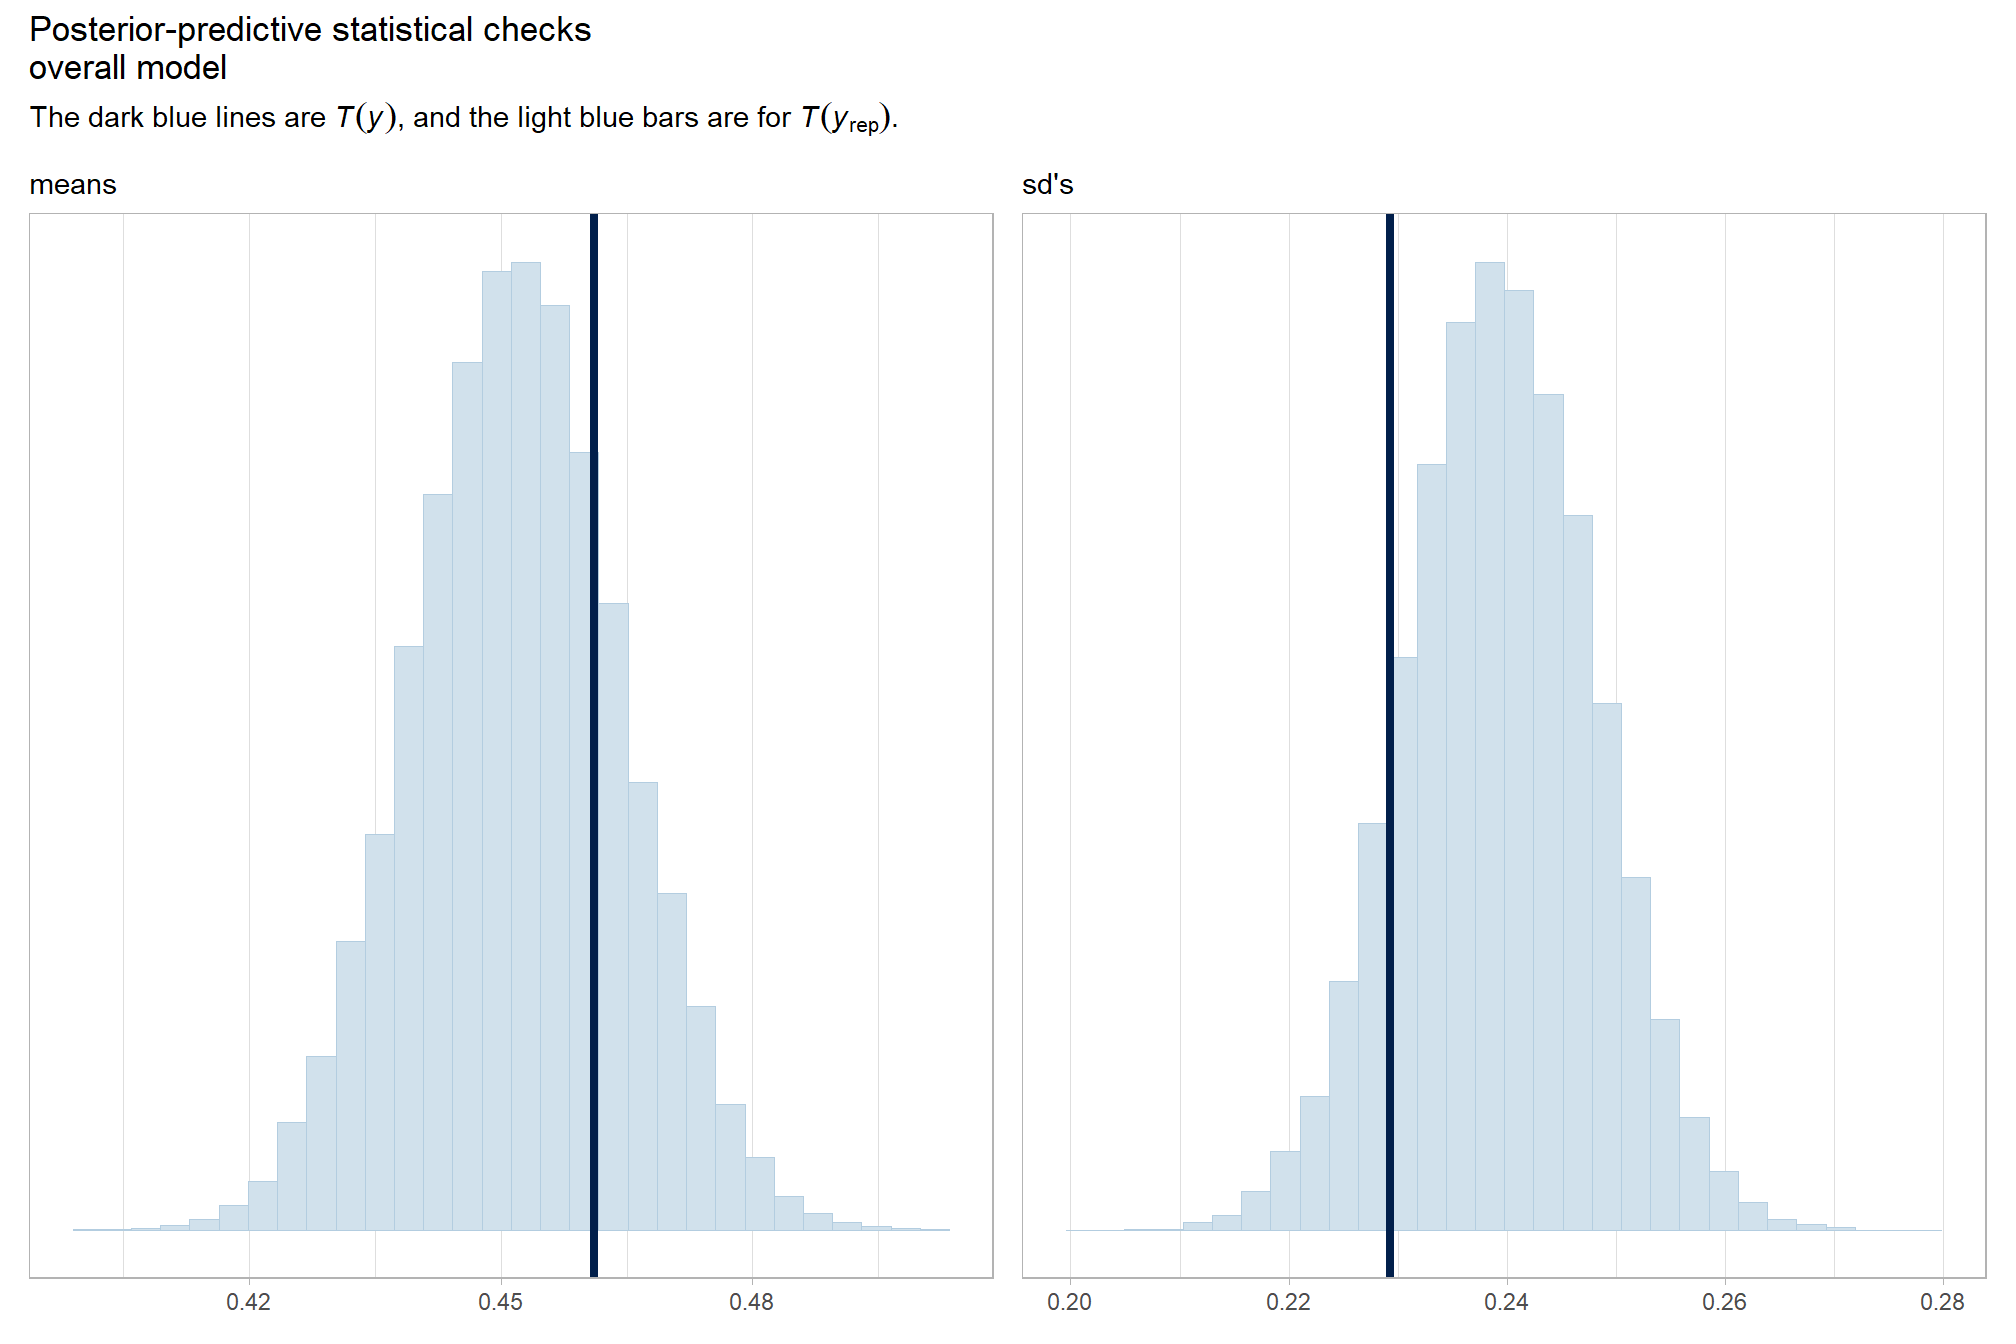 Posterior-predictive statistical checks
overall model
The dark blue lines are T(y), and the light blue bars are for T(yrep).
means
sd's
0.42 0.45 0.48
0.20 0.22 0.24 0.26 0.28